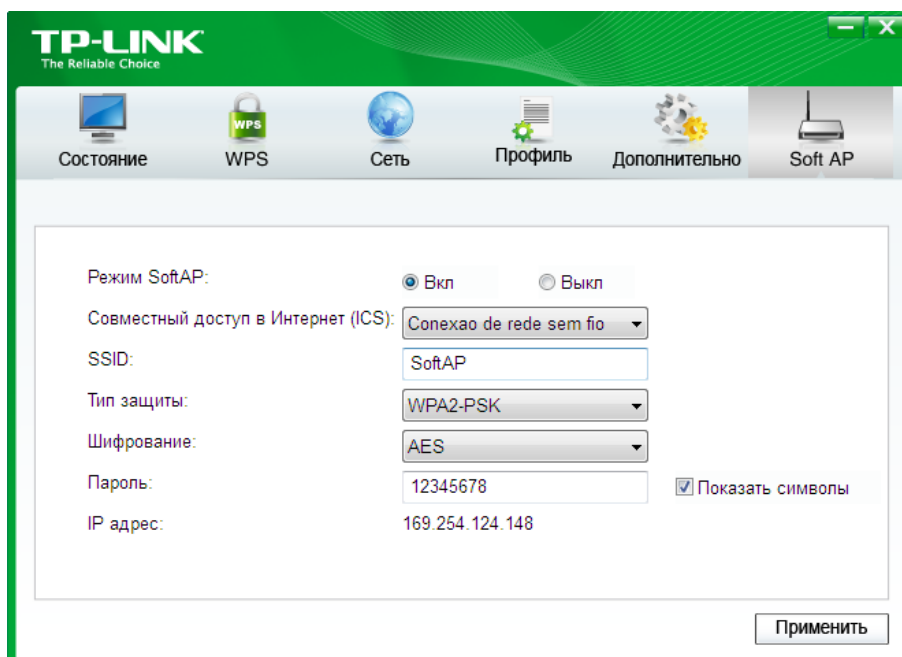 TP-LINK
The Reliable Choice
WPS
Состояние WPS Сеть Профиль Дополнительно Soft AP
Режим SoftAP: Вкл Выкл
Совместный доступ в Интернет (ICS): Conexao de rede sem fio
SSID: SoftAP
Тип защиты: WPA2-PSK
Шифрование: AES
Пароль: 12345678 Показать символы
IP адрес: 169.254.124.148
Применить